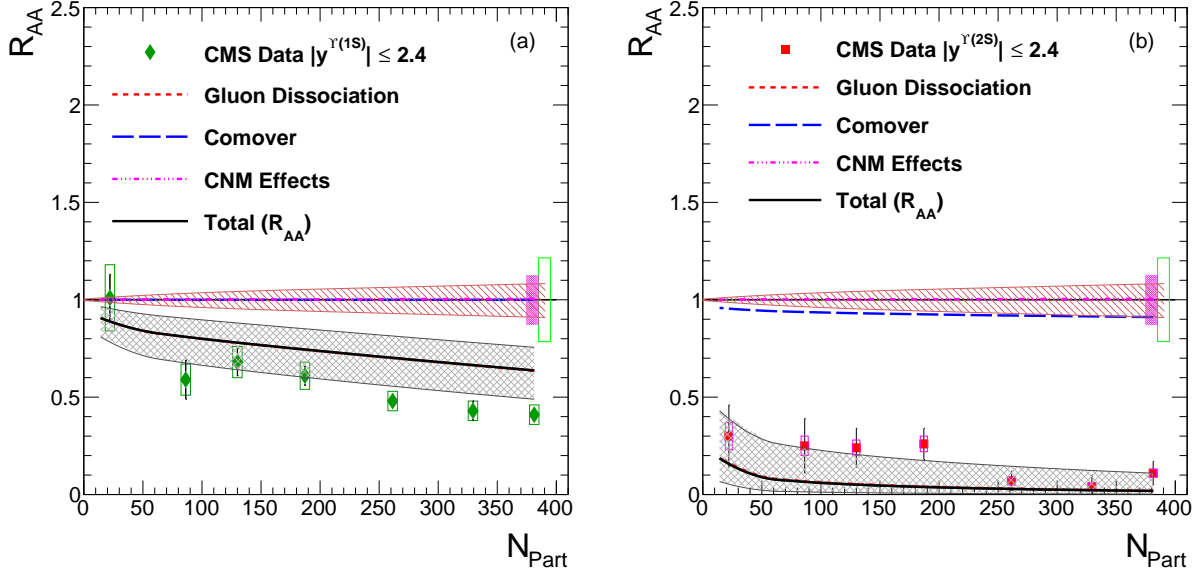 2.5
(a)
R_AA
CMS Data |y^ϒ(1S)| ≤ 2.4
Gluon Dissociation
Comover
CNM Effects
Total (R_AA)
2
1.5
1
0.5
0
0 50 100 150 200 250 300 350 400
N_Part
2.5
(b)
R_AA
CMS Data |y^ϒ(2S)| ≤ 2.4
Gluon Dissociation
Comover
CNM Effects
Total (R_AA)
2
1.5
1
0.5
0
0 50 100 150 200 250 300 350 400
N_Part